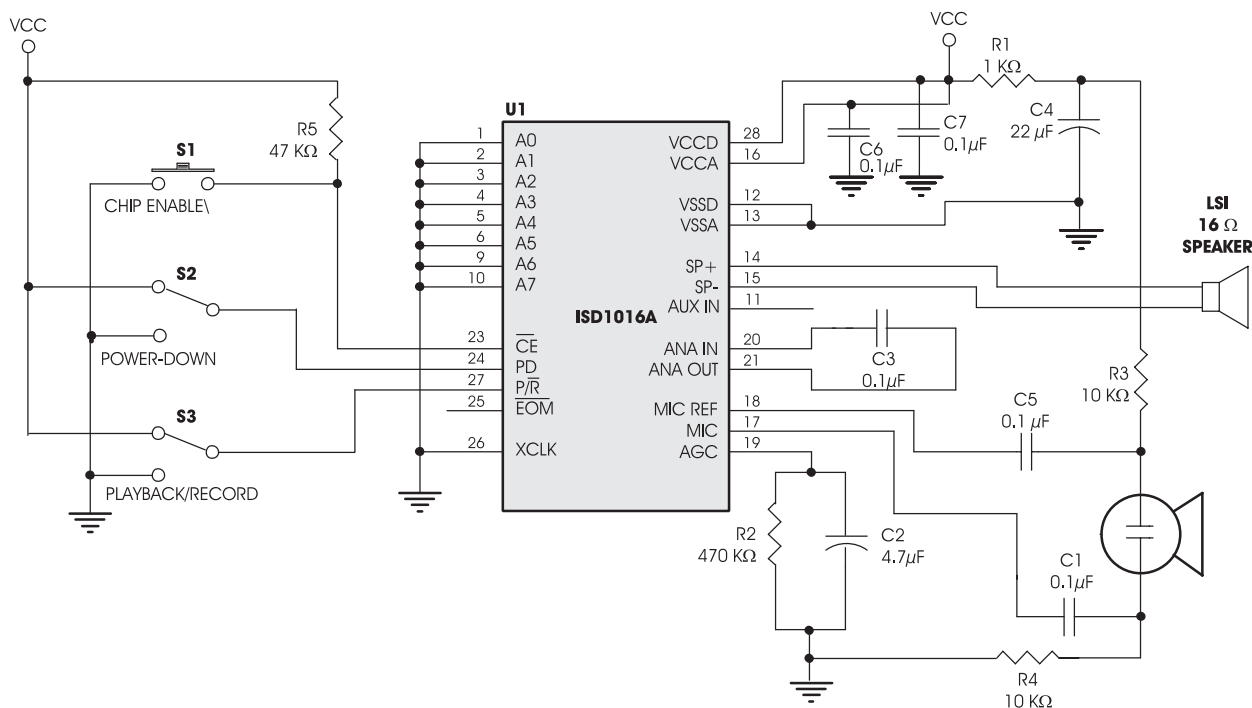 VCC
R5
47 KΩ
S1
CHIP ENABLE\
S2
POWER-DOWN
S3
PLAYBACK/RECORD
U1
ISD1016A
1 A0
2 A1
3 A2
4 A3
5 A4
6 A5
9 A6
10 A7
23 CE
24 PD
27 P/R
25 EOM
26 XCLK
VCCD 28
VCCA 16
VSSD 12
VSSA 13
SP+ 14
SP- 15
AUX IN 11
ANA IN 20
ANA OUT 21
MIC REF 18
MIC 17
AGC 19
VCC
R1
1 KΩ
C7
0.1µF
C6
0.1µF
C4
22 µF
LSI
16 Ω
SPEAKER
C3
0.1µF
R3
10 KΩ
C5
0.1 µF
R2
470 KΩ
C2
4.7µF
C1
0.1µF
R4
10 KΩ